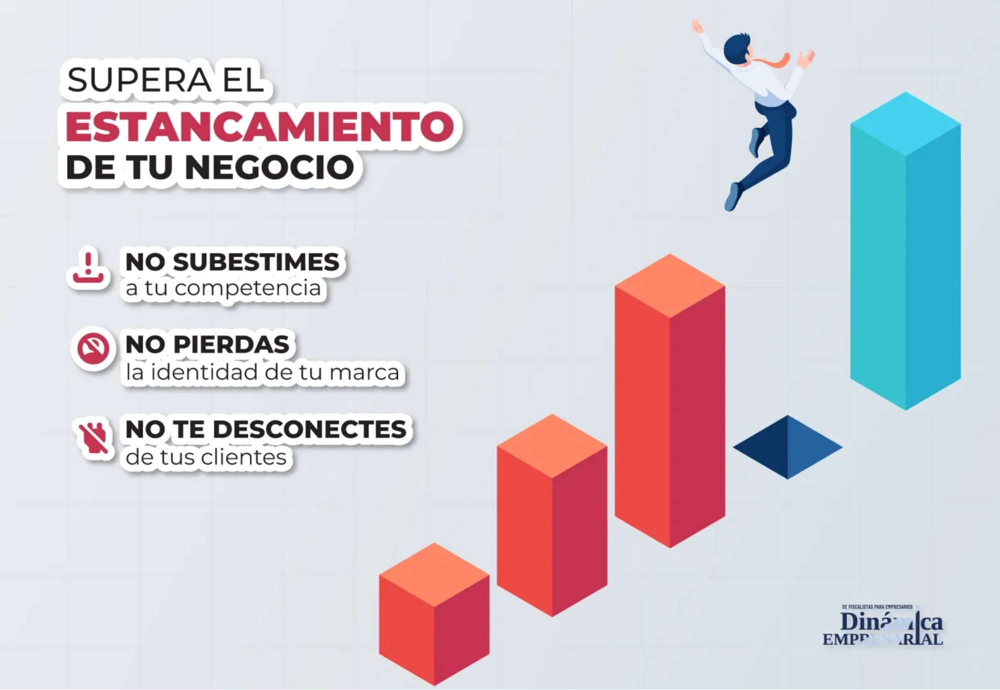 SUPERA EL
ESTANCAMIENTO
DE TU NEGOCIO
NO SUBESTIMES
a tu competencia
NO PIERDAS
la identidad de tu marca
NO TE DESCONECTES
de tus clientes
DE FISCALISTAS PARA EMPRESARIOS
Dinámica
EMPRESARIAL